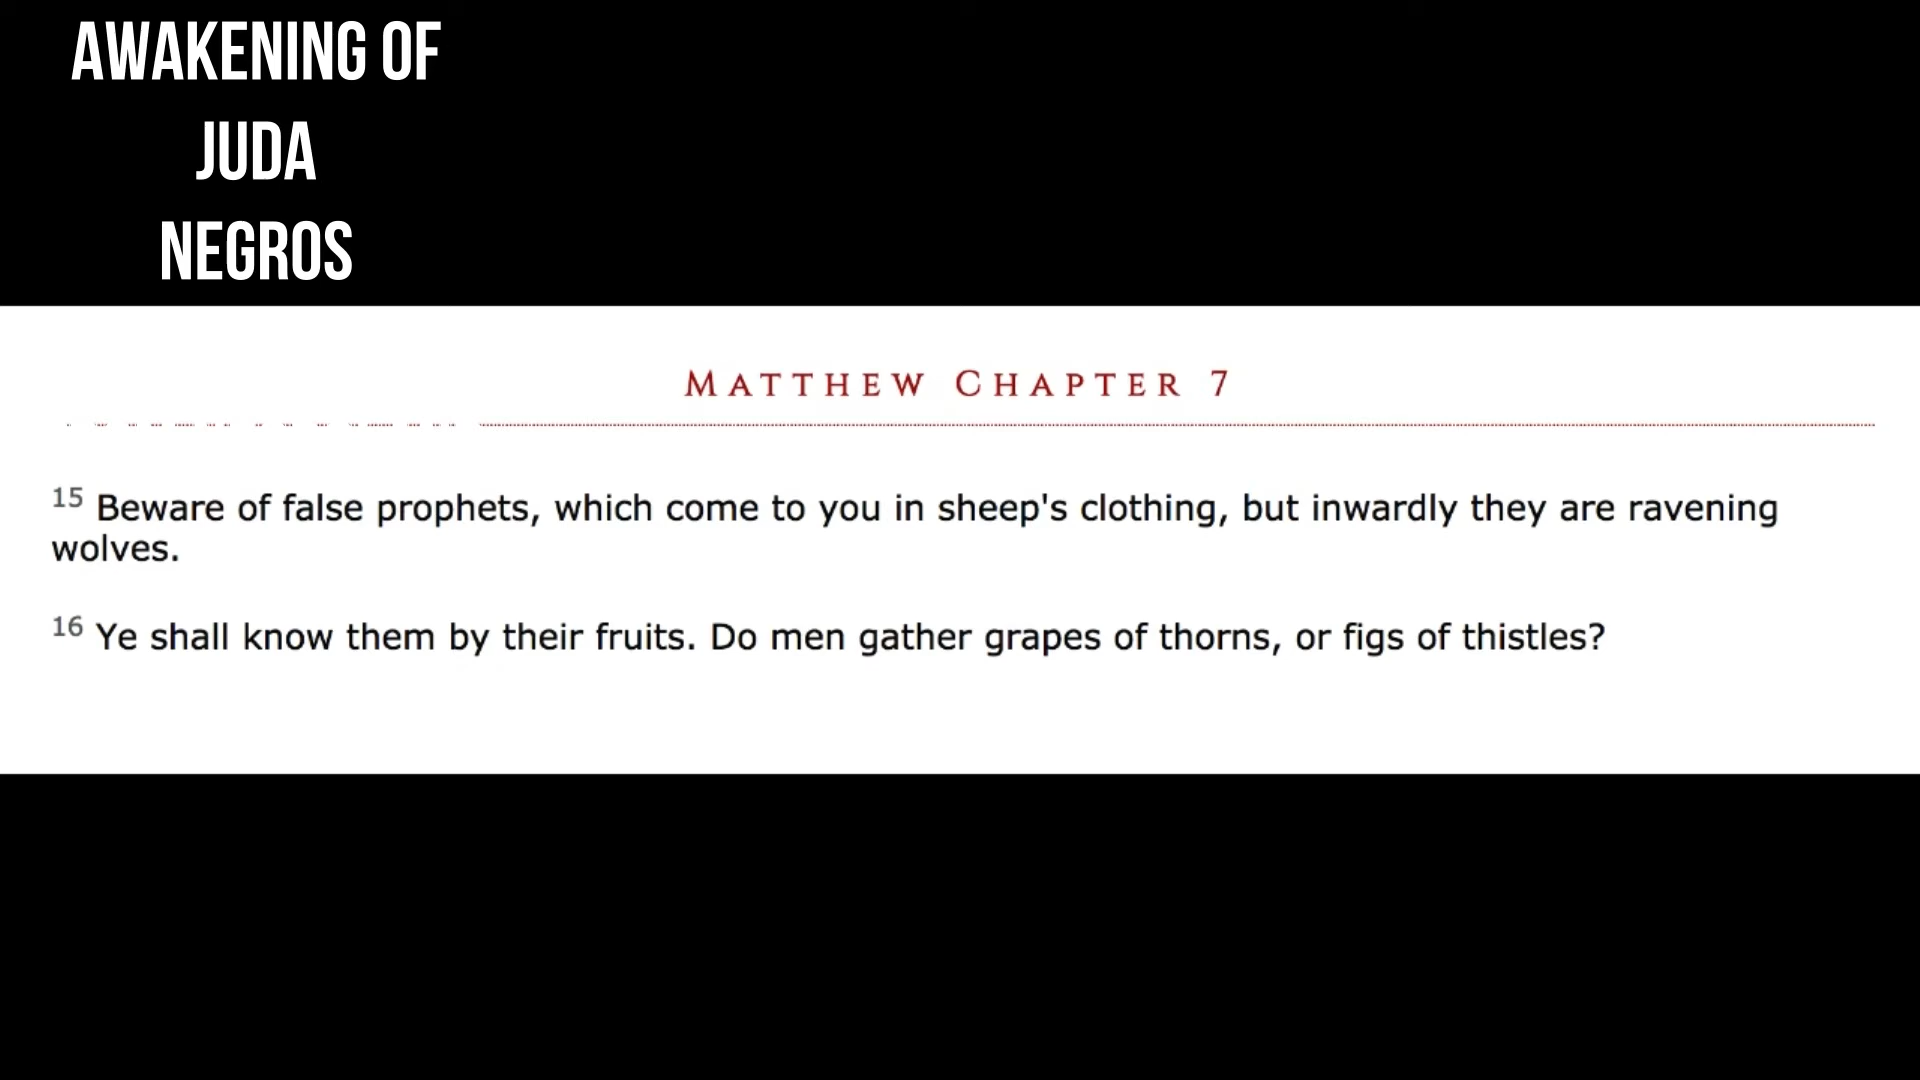 AWAKENING OF
JUDA
NEGROS
MATTHEW CHAPTER 7
15 Beware of false prophets, which come to you in sheep's clothing, but inwardly they are ravening
wolves.
16 Ye shall know them by their fruits. Do men gather grapes of thorns, or figs of thistles?